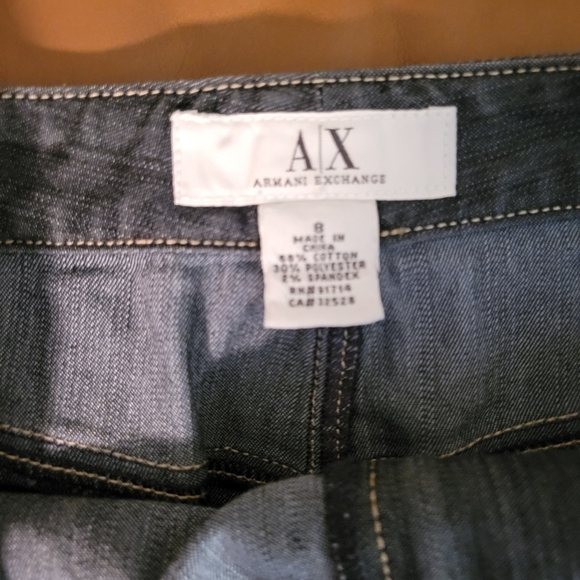 A|X
ARMANI EXCHANGE
8
MADE IN
CHINA
68% COTTON
30% POLYESTER
2% SPANDEX
RN# 91714
CA# 32528